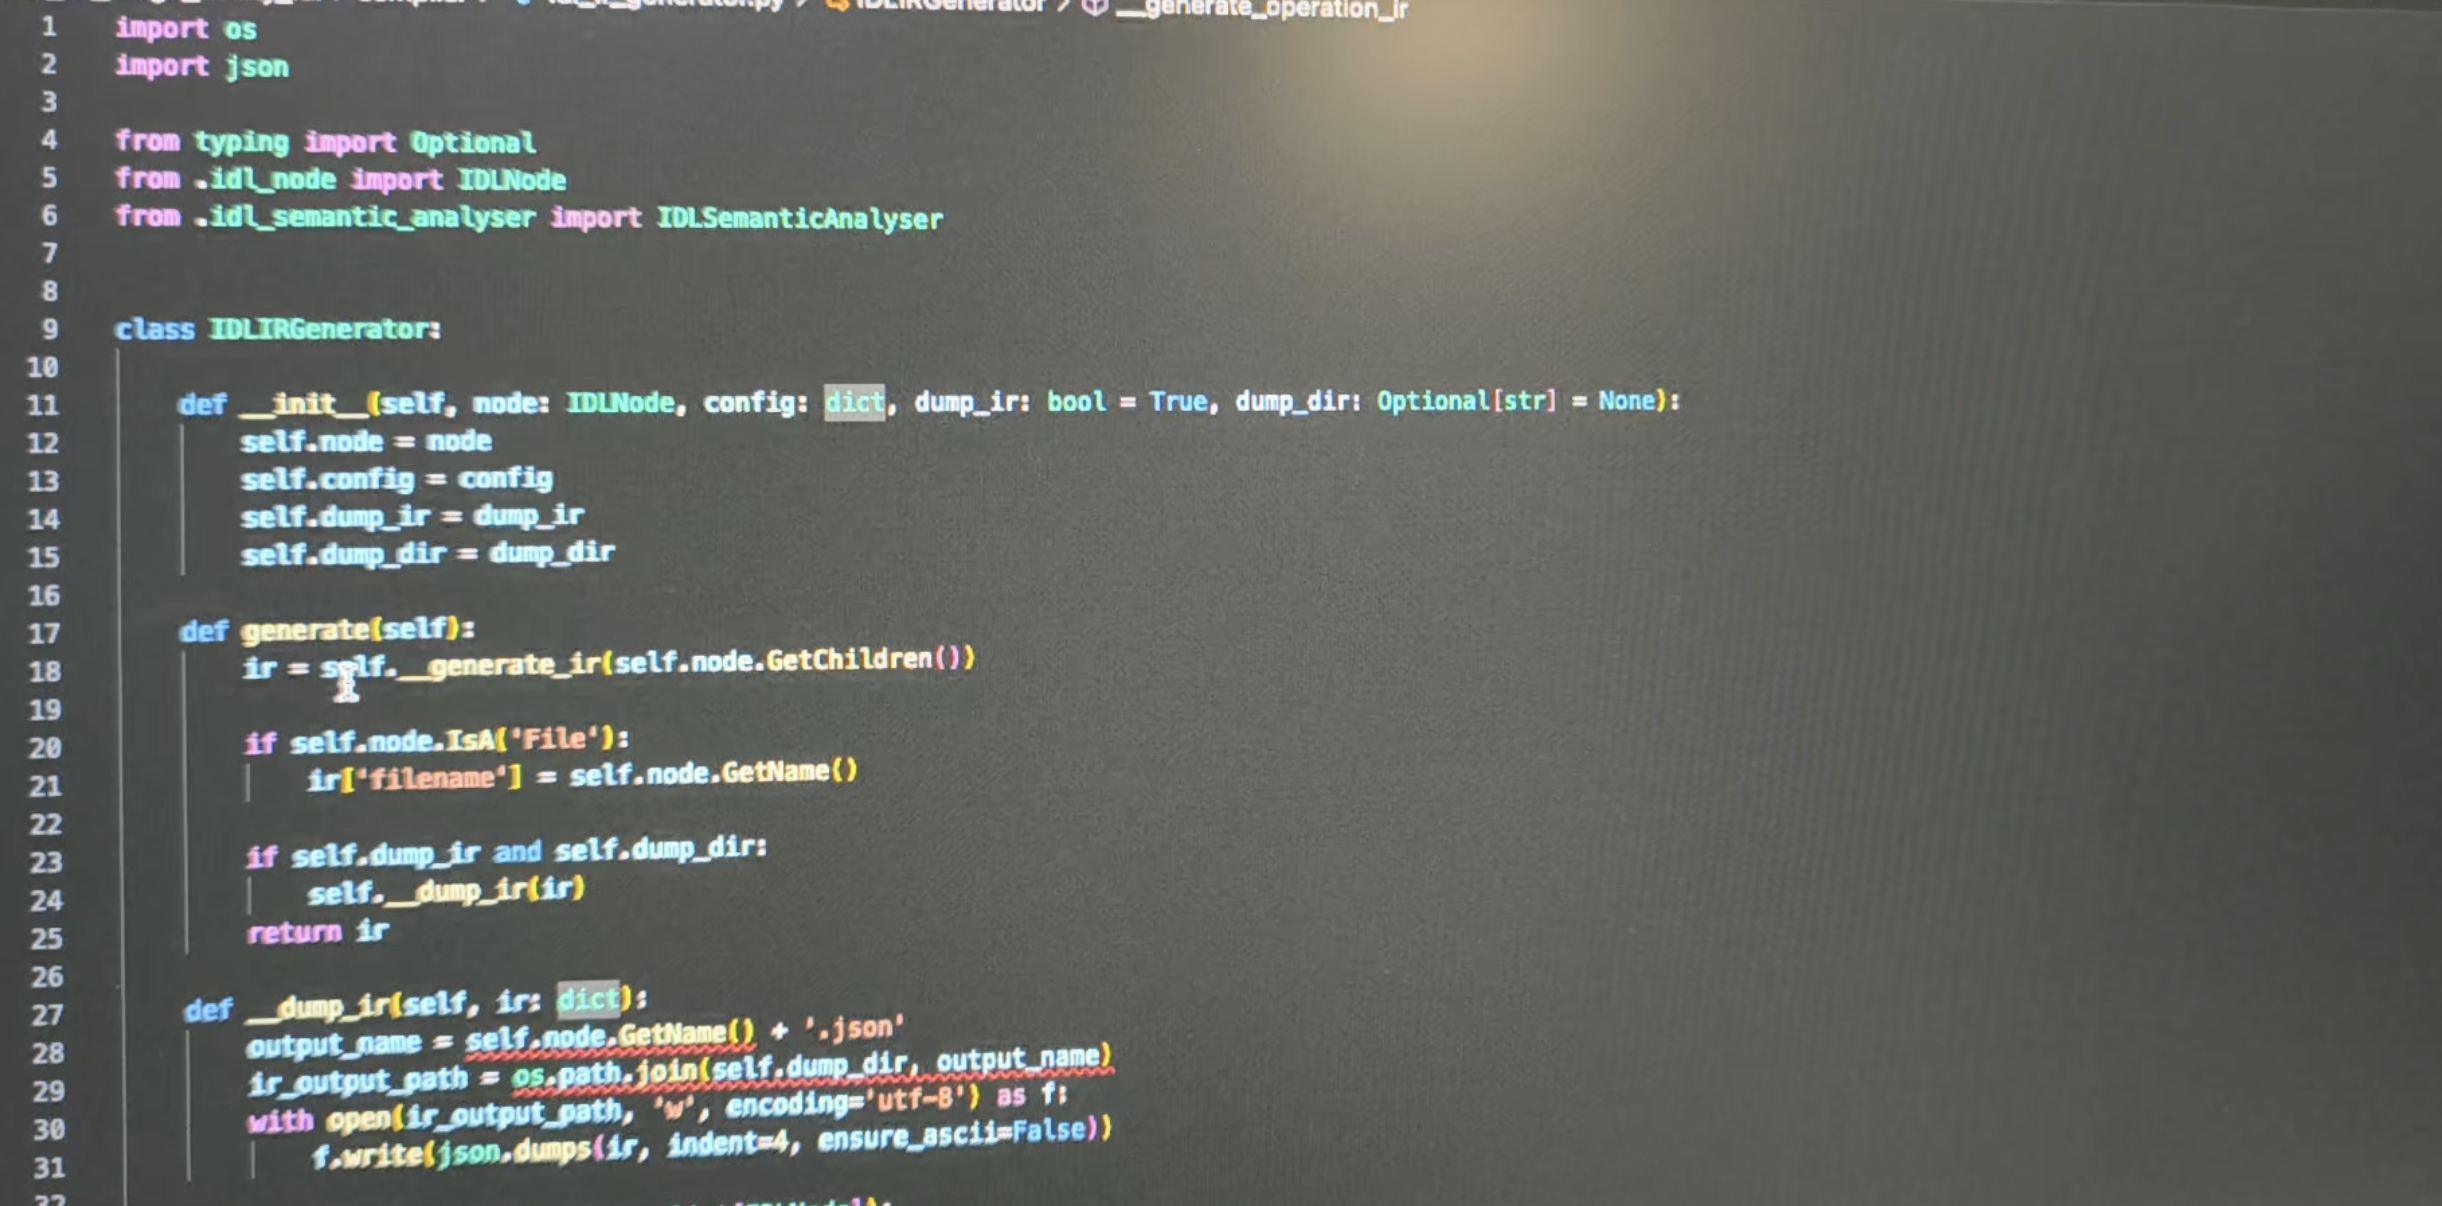 IDLIRGenerator > __generate_operation_ir
1 import os
2 import json
3
4 from typing import Optional
5 from .idl_node import IDLNode
6 from .idl_semantic_analyser import IDLSemanticAnalyser
7
8
9 class IDLIRGenerator:
10
11 def __init__(self, node: IDLNode, config: dict, dump_ir: bool = True, dump_dir: Optional[str] = None):
12 self.node = node
13 self.config = config
14 self.dump_ir = dump_ir
15 self.dump_dir = dump_dir
16
17 def generate(self):
18 ir = self.__generate_ir(self.node.GetChildren())
19
20 if self.node.IsA('File'):
21 ir['filename'] = self.node.GetName()
22
23 if self.dump_ir and self.dump_dir:
24 self.__dump_ir(ir)
25 return ir
26
27 def __dump_ir(self, ir: dict):
28 output_name = self.node.GetName() + '.json'
29 ir_output_path = os.path.join(self.dump_dir, output_name)
30 with open(ir_output_path, 'w', encoding='utf-8') as f:
31 f.write(json.dumps(ir, indent=4, ensure_ascii=False))
32